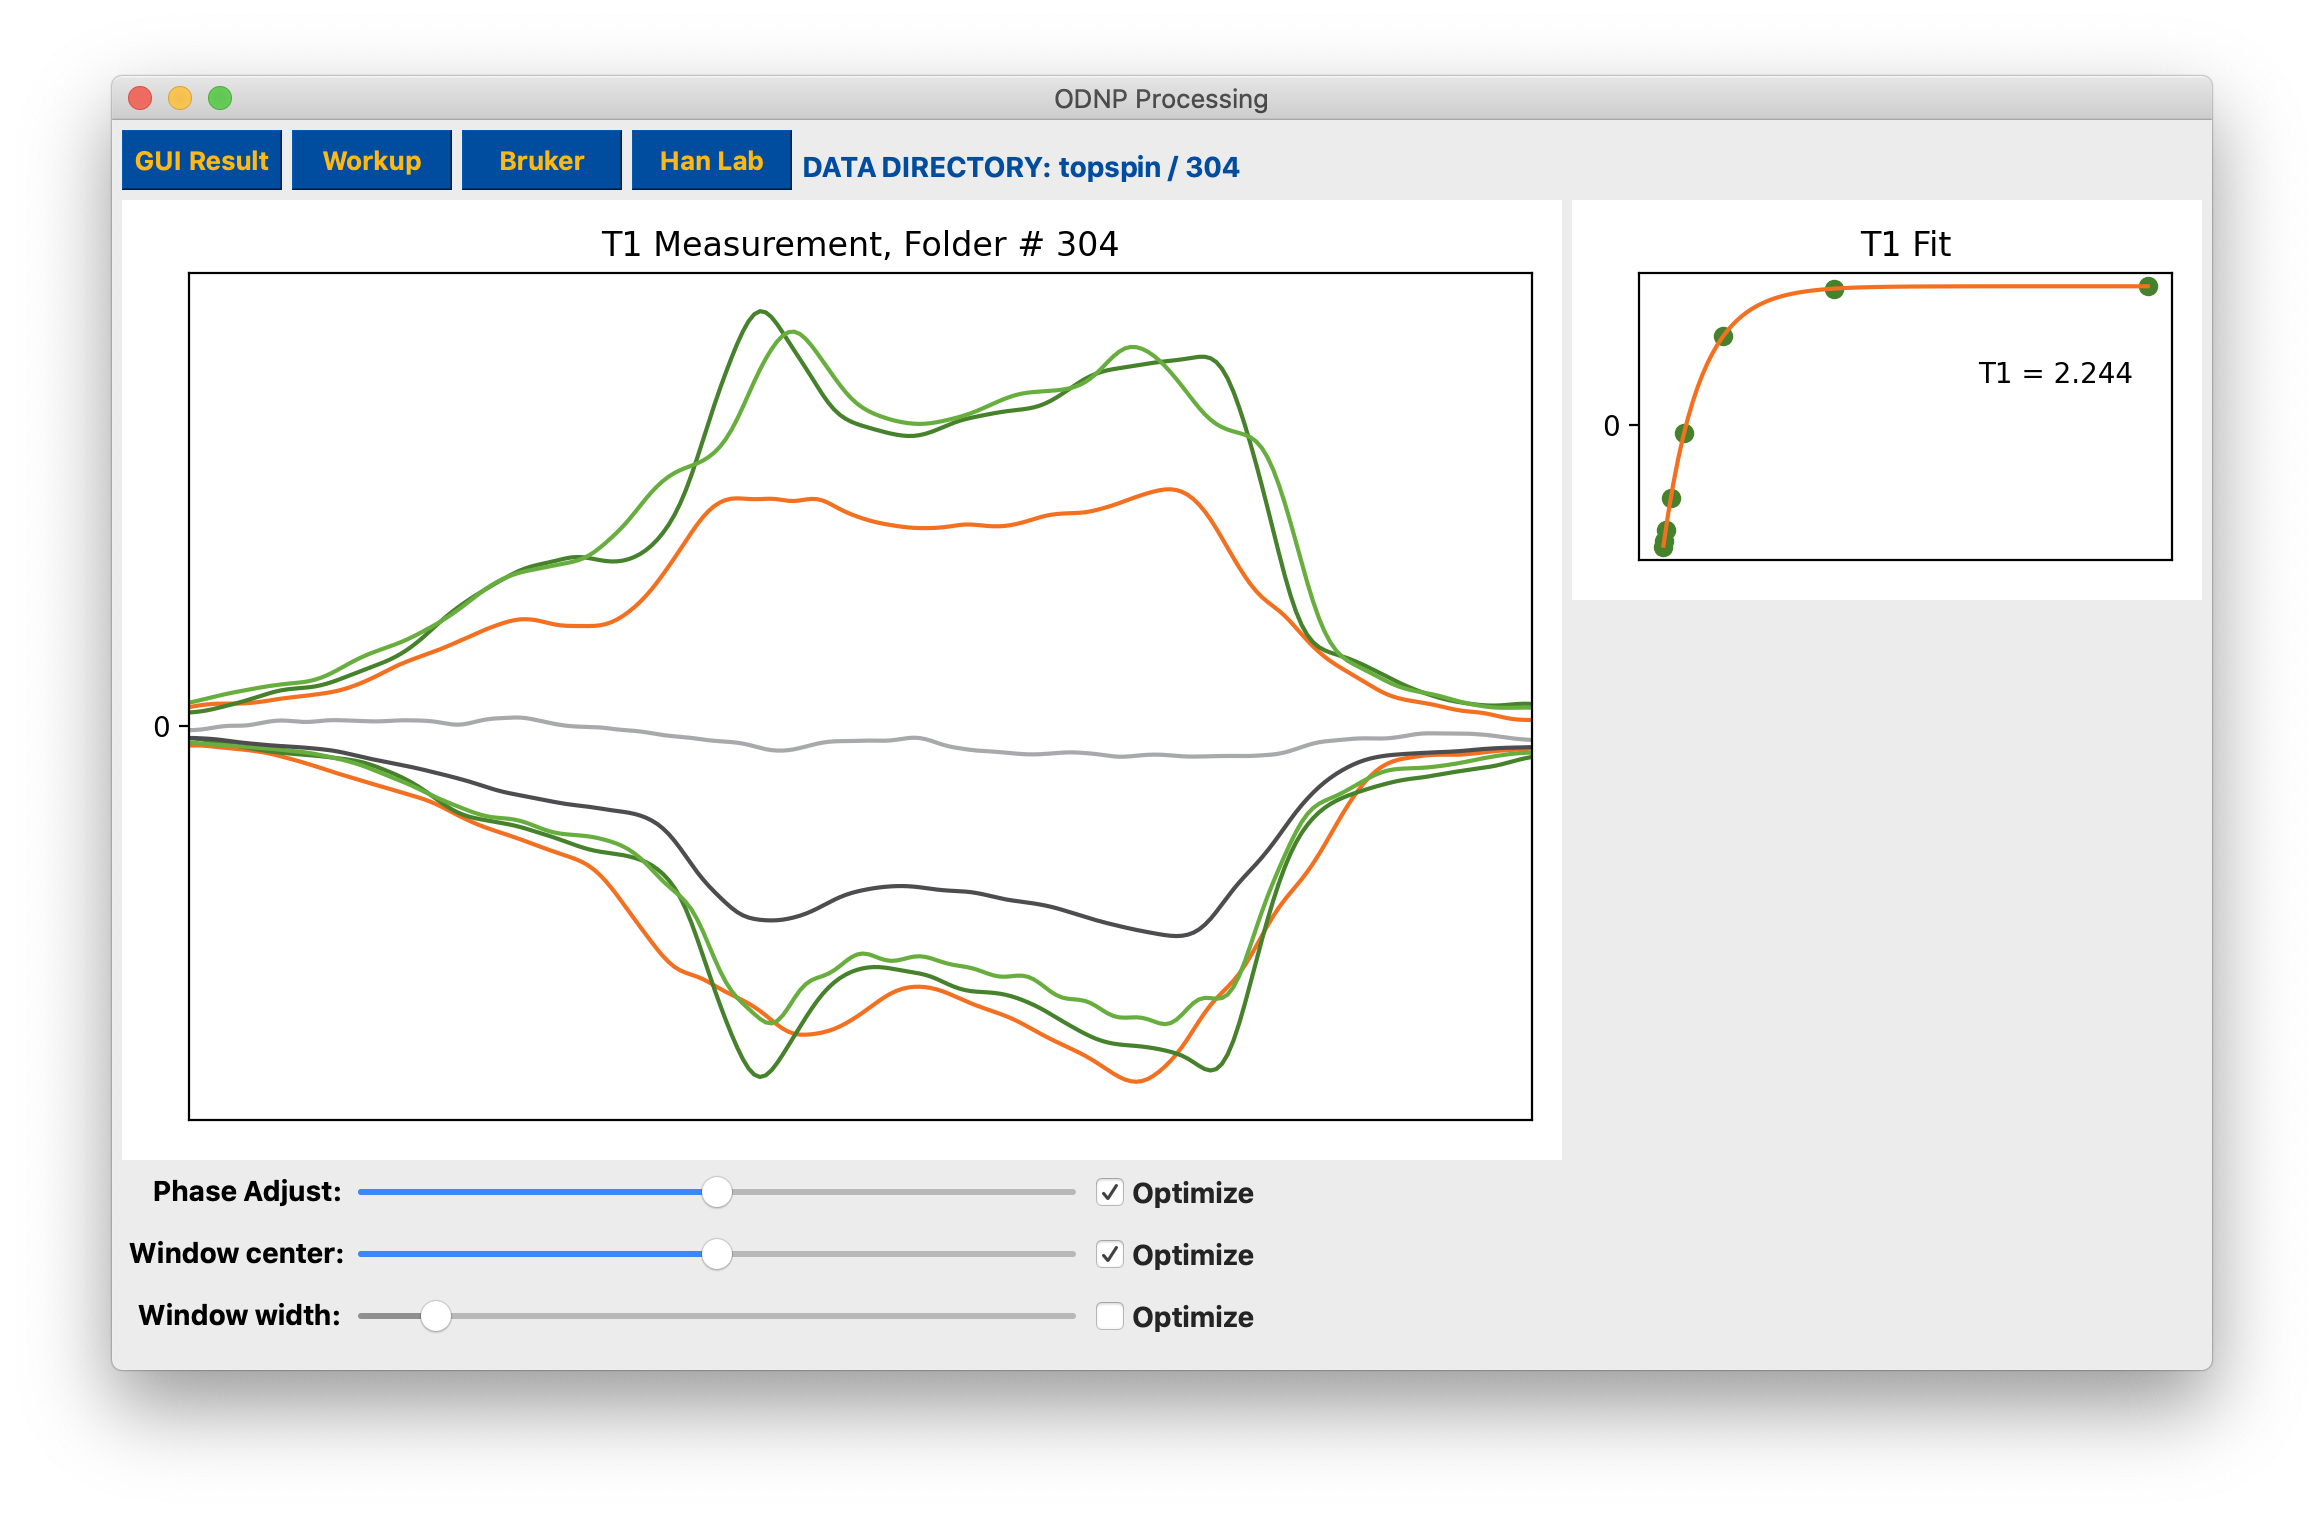 ODNP Processing
GUI Result Workup Bruker Han Lab DATA DIRECTORY: topspin / 304
T1 Measurement, Folder # 304
0
T1 Fit
0
T1 = 2.244
Phase Adjust: Optimize
Window center: Optimize
Window width: Optimize